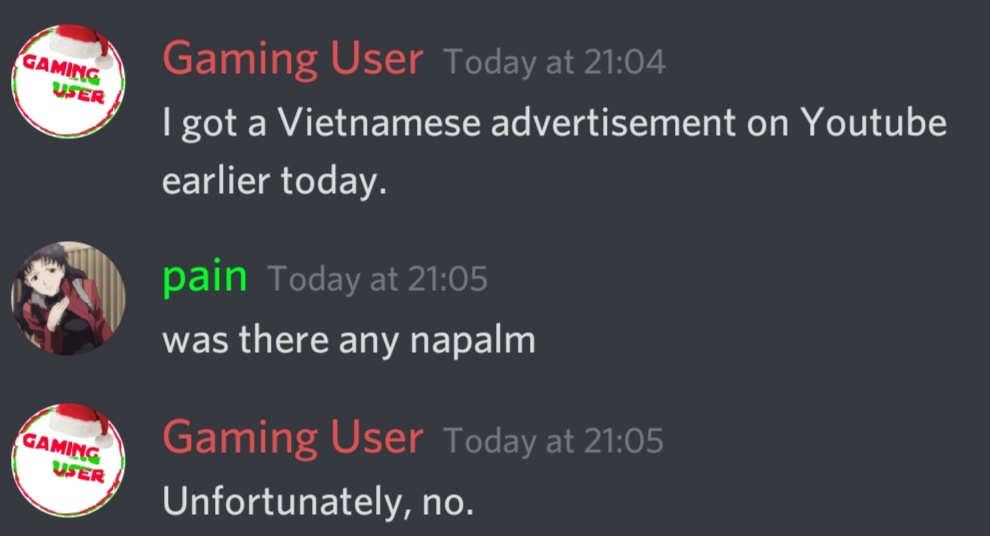 GAMING
USER
Gaming User Today at 21:04
I got a Vietnamese advertisement on Youtube
earlier today.
pain Today at 21:05
was there any napalm
GAMING
USER
Gaming User Today at 21:05
Unfortunately, no.